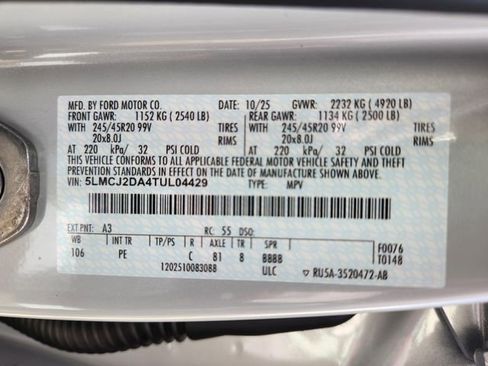 MFD. BY FORD MOTOR CO. DATE: 10/25 GVWR: 2232 KG ( 4920 LB)
FRONT GAWR: 1152 KG ( 2540 LB) REAR GAWR: 1134 KG ( 2500 LB)
WITH 245/45R20 99V TIRES WITH 245/45R20 99V TIRES
20x8.0J RIMS 20x8.0J RIMS
AT 220 kPa/ 32 PSI COLD AT 220 kPa/ 32 PSI COLD
THIS VEHICLE CONFORMS TO ALL APPLICABLE FEDERAL MOTOR VEHICLE SAFETY AND
THEFT PREVENTION STANDARDS IN EFFECT ON THE DATE OF MANUFACTURE SHOWN ABOVE.
VIN: 5LMCJ2DA4TUL04429 TYPE: MPV
EXT PNT: A3 RC: 55 DSO:
WB INT TR TP/PS R AXLE TR SPR F0076
106 PE C 81 8 BBBB T0148
1202510083088 ULC ▽ RU5A-3520472-AB